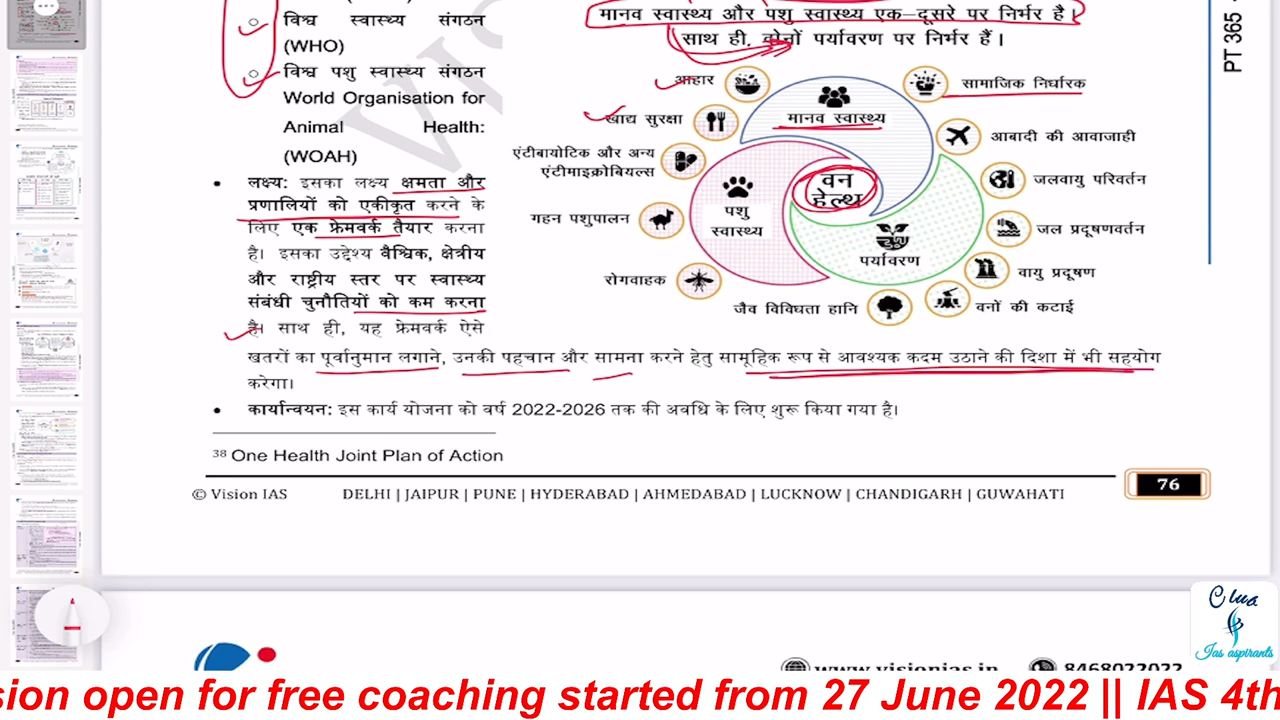 विश्व स्वास्थ्य संगठन
(WHO)
World Organisation for
Animal Health:
(WOAH)
लक्ष्य: इसका लक्ष्य क्षमता और
प्रणालियों को एकीकृत करने के
लिए एक फ्रेमवर्क तैयार करना
है। इसका उद्देश्य वैश्विक, क्षेत्रीय
और स्तर पर
संबंधी चुनौतियों को कम
है। साथ ही, यह फ्रेमवर्क ऐसे
खतरों पूर्वानुमान लगाने, पहचान और सामना करने हेतु रूप से आवश्यक कदम उठाने की दिशा में भी सहयोग
करेगा।
इस कार्य योजना 2022-2026 तक की अवधि के लिए शुरू किया गया है।
38 One Health Joint Plan of Action
© Vision IAS
DELHI | JAIPUR | PUNE | HYDERABAD | AHMEDABAD | LUCKNOW | CHANDIGARH | GUWAHATI
76
मानव स्वास्थ्य और पशु स्वास्थ्य एक–दूसरे पर निर्भर है।
साथ ही, दोनों पर्यावरण पर निर्भर हैं।
PT 365
आहार
सामाजिक निर्धारक
खाद्य सुरक्षा
मानव स्वास्थ्य
आबादी की आवाजाही
एंटीबायोटिक और अन्य
एंटीमाइक्रोबियल्स
वन
हेल्थ
जलवायु परिवर्तन
गहन पशुपालन
पशु
स्वास्थ्य
पर्यावरण
जल प्रदूषणवर्तन
रोगवाहक
वायु प्रदूषण
जैव विविधता हानि
वनों की कटाई
www.visionias.in
8468022022
Ias aspirants
sion open for free coaching started from 27 June 2022 || IAS 4th